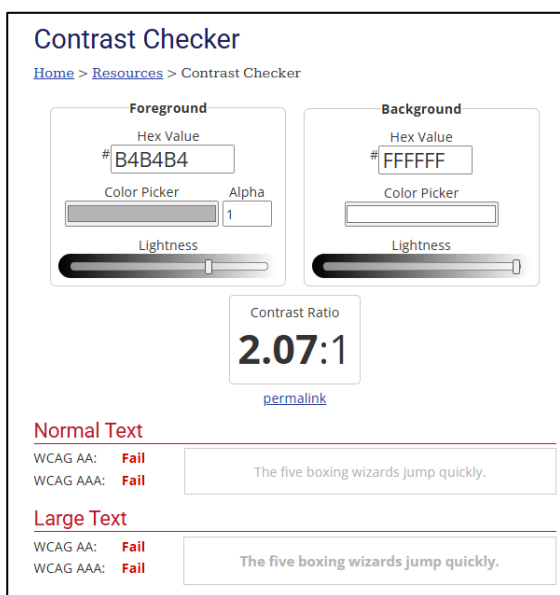 Contrast Checker
Home > Resources > Contrast Checker
Foreground
Hex Value
# B4B4B4
Color Picker Alpha
1
Lightness
Background
Hex Value
# FFFFFF
Color Picker
Lightness
Contrast Ratio
2.07:1
permalink
Normal Text
WCAG AA: Fail
WCAG AAA: Fail
The five boxing wizards jump quickly.
Large Text
WCAG AA: Fail
WCAG AAA: Fail
The five boxing wizards jump quickly.